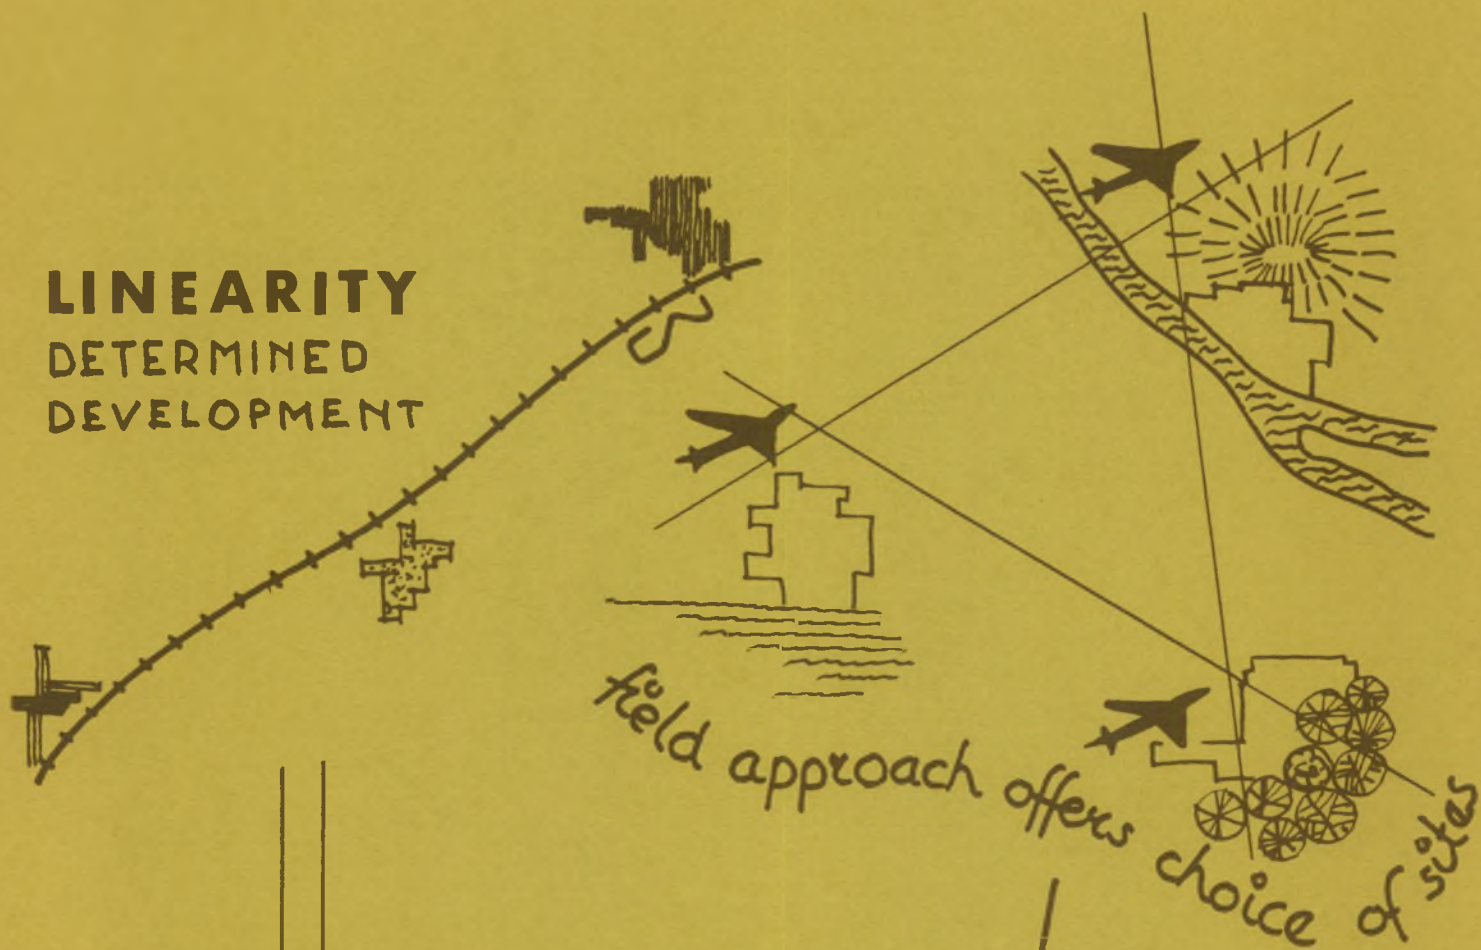 LINEARITY
DETERMINED
DEVELOPMENT
field approach offers choice of sites